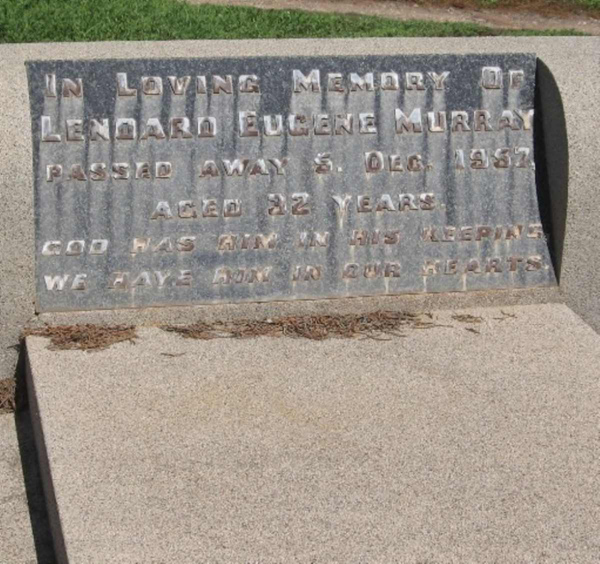 In Loving Memory Of
Lenoard Eugene Murray
Passed away 5. Dec. 1957.
Aged 32 Years.
God has him in his keeping
We have him in our hearts